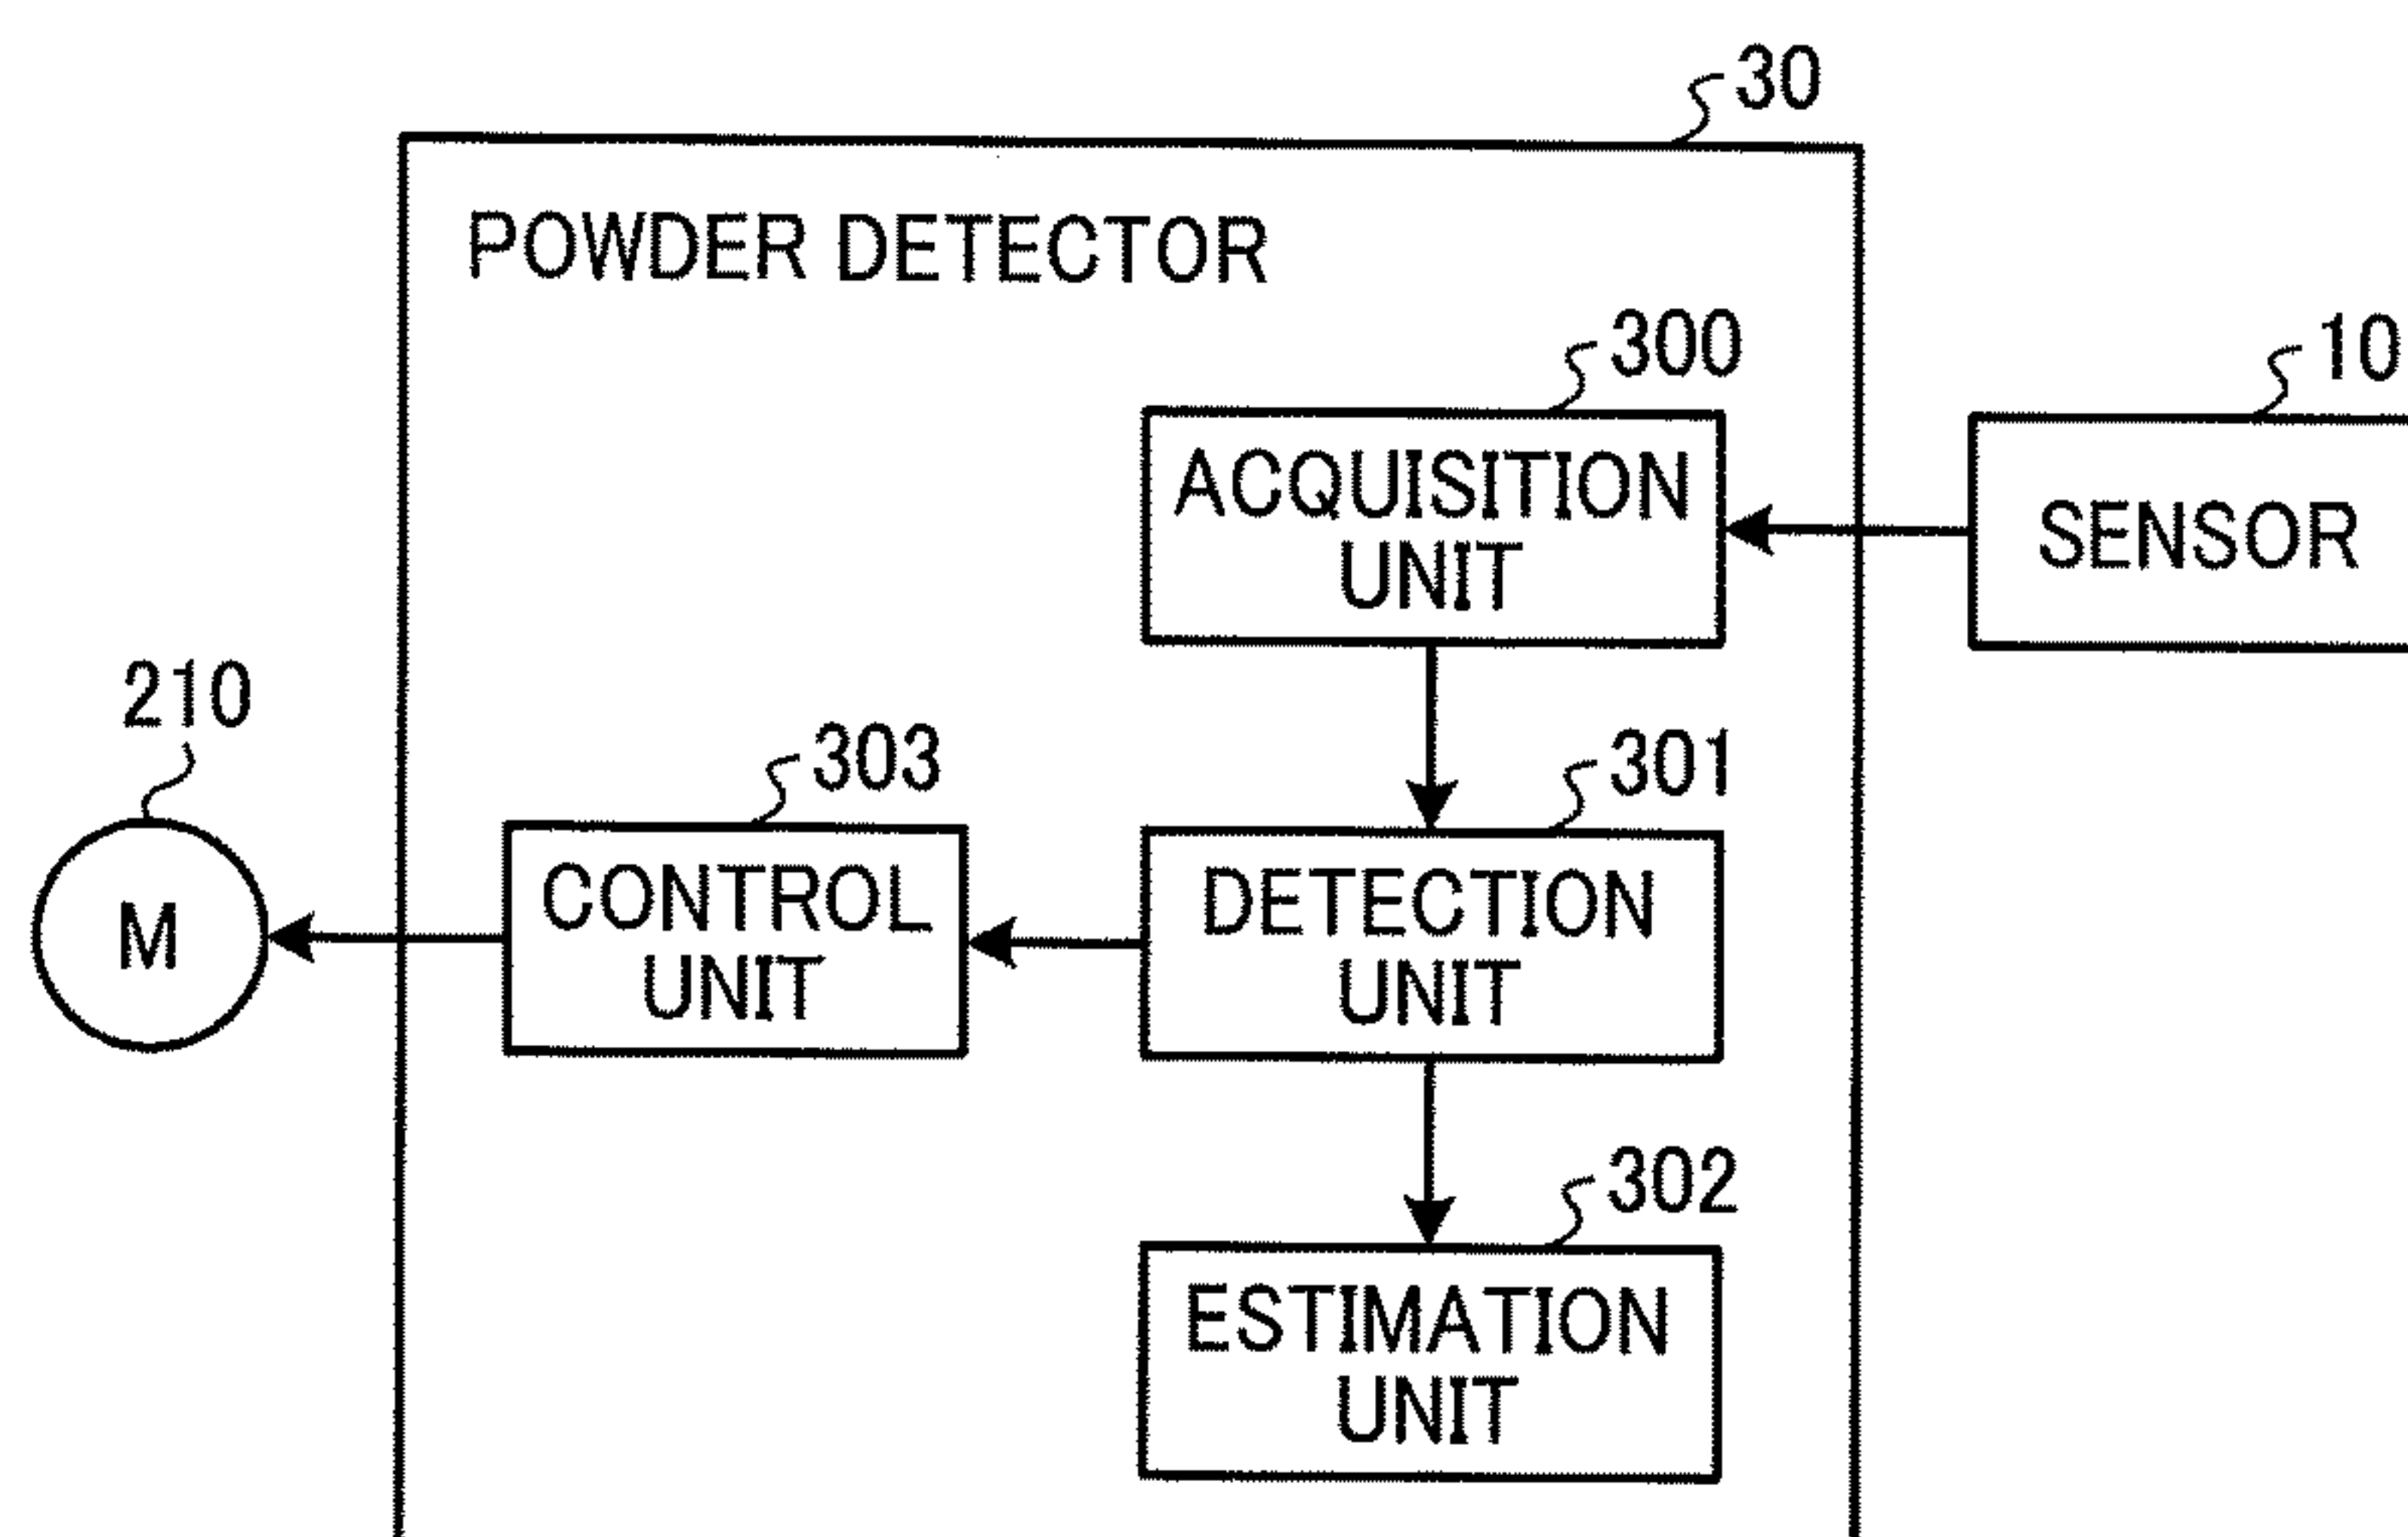 30
POWDER DETECTOR
300
10
ACQUISITION
UNIT
SENSOR
210
303
301
CONTROL
UNIT
DETECTION
UNIT
M
302
ESTIMATION
UNIT